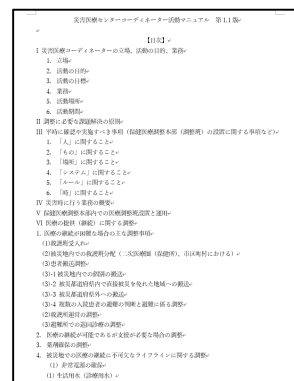 災害医療センターコーディネーター活動マニュアル 第1.1版
【目次】
I 災害医療コーディネーターの立場、活動の目的、業務
1. 立場
2. 活動の目的
3. 活動の目標
4. 業務
5. 活動場所
6. 活動期間
II 調整に必要な課題解決の原則
III 平時に確認や実施すべき事項(保健医療調整本部(調整班)の設置に関する事項など)
1. 「人」に関すること
2. 「もの」に関すること
3. 「場所」に関すること
4. 「システム」に関すること
5. 「ルール」に関すること
6. 「時」に関すること
IV 災害時に行う業務の概要
V 保健医療調整本部内での医療調整班設置と運用
VI 医療の提供(継続)に関する調整
1. 医療の継続が困難な場合の主な調整事項
(1)救護班受入れ
(2)被災地内での救護班分配(二次医療圏(保健所)、市区町村における)
(3)患者搬送調整
(3)-1 被災地内での個別の搬送
(3)-2 被災都道府県内で直接被災を免れた地域への搬送
(3)-3 被災都道府県外への搬送
(3)-4 複数の入院患者の避難の判断と避難に係る調整
(2)救護所運営の調整
(3)避難所での巡回診療の調整
2. 医療の継続が可能であるが支援が必要な場合の調整
3. 薬剤確保の調整
4. 被災地での医療の継続に不可欠なライフラインに関する調整
(1) 非常電源の確保
(1) 生活用水(診療用水)